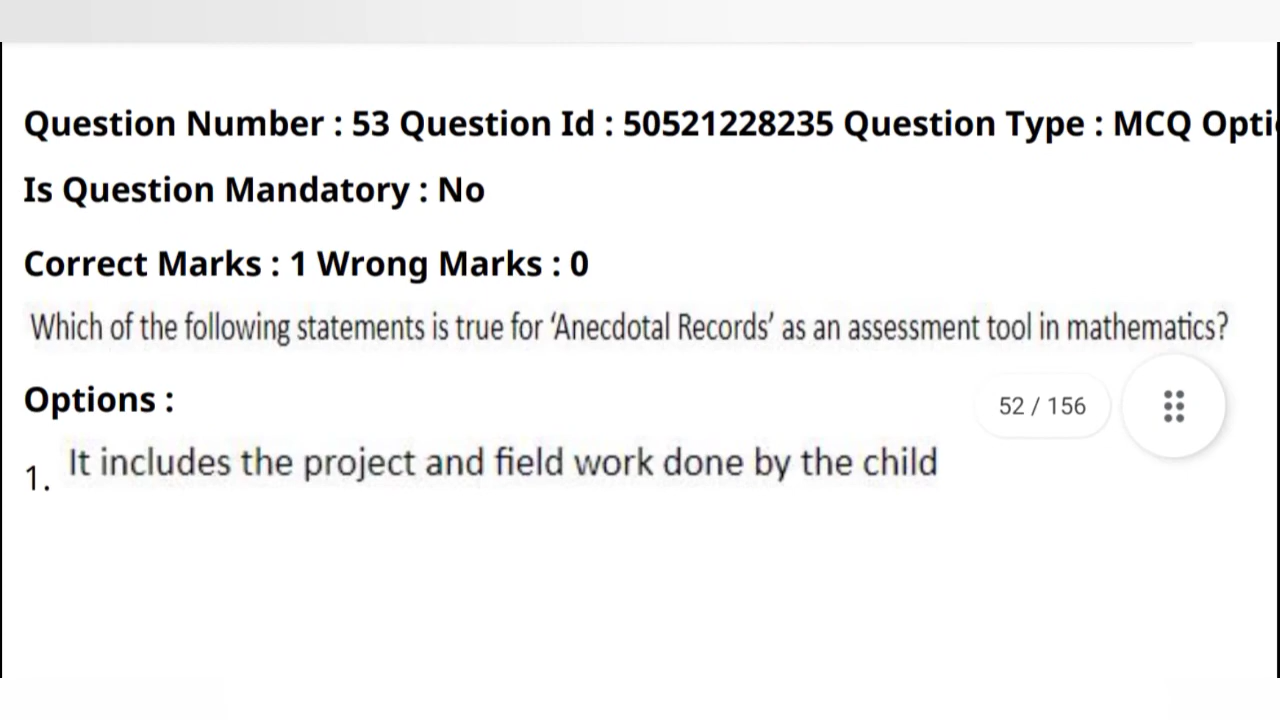 Question Number : 53 Question Id : 50521228235 Question Type : MCQ Opti
Is Question Mandatory : No
Correct Marks : 1 Wrong Marks : 0
Which of the following statements is true for ‘Anecdotal Records’ as an assessment tool in mathematics?
Options :
52 / 156
1. It includes the project and field work done by the child